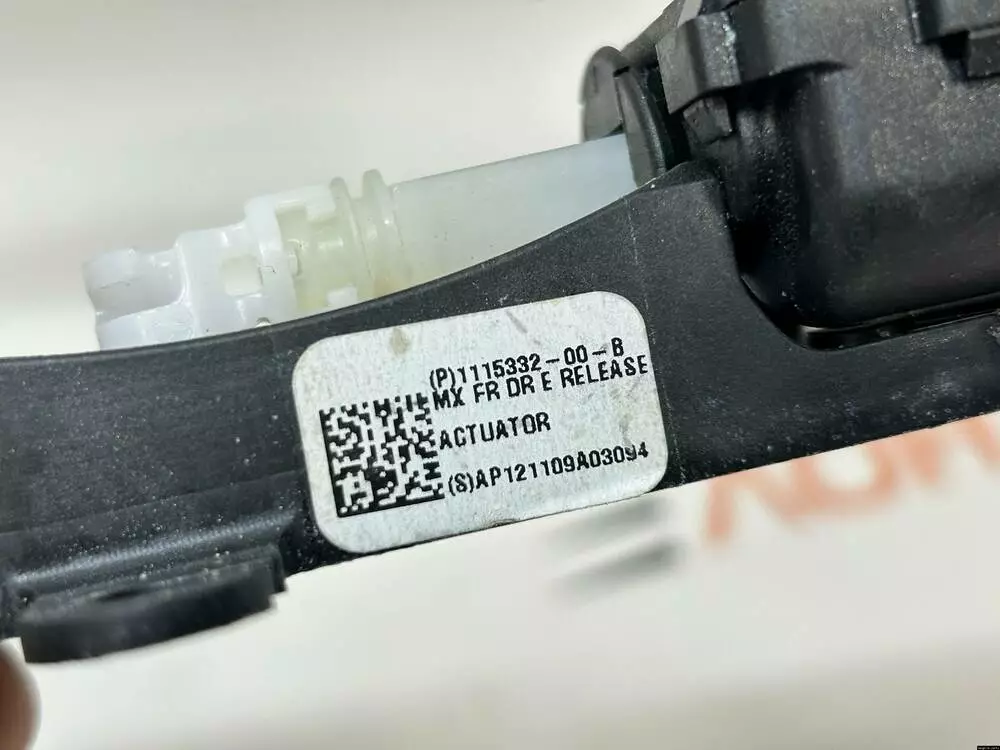 (P)1115332-00-B
MX FR DR E RELEASE
ACTUATOR
(S)AP121109A03094